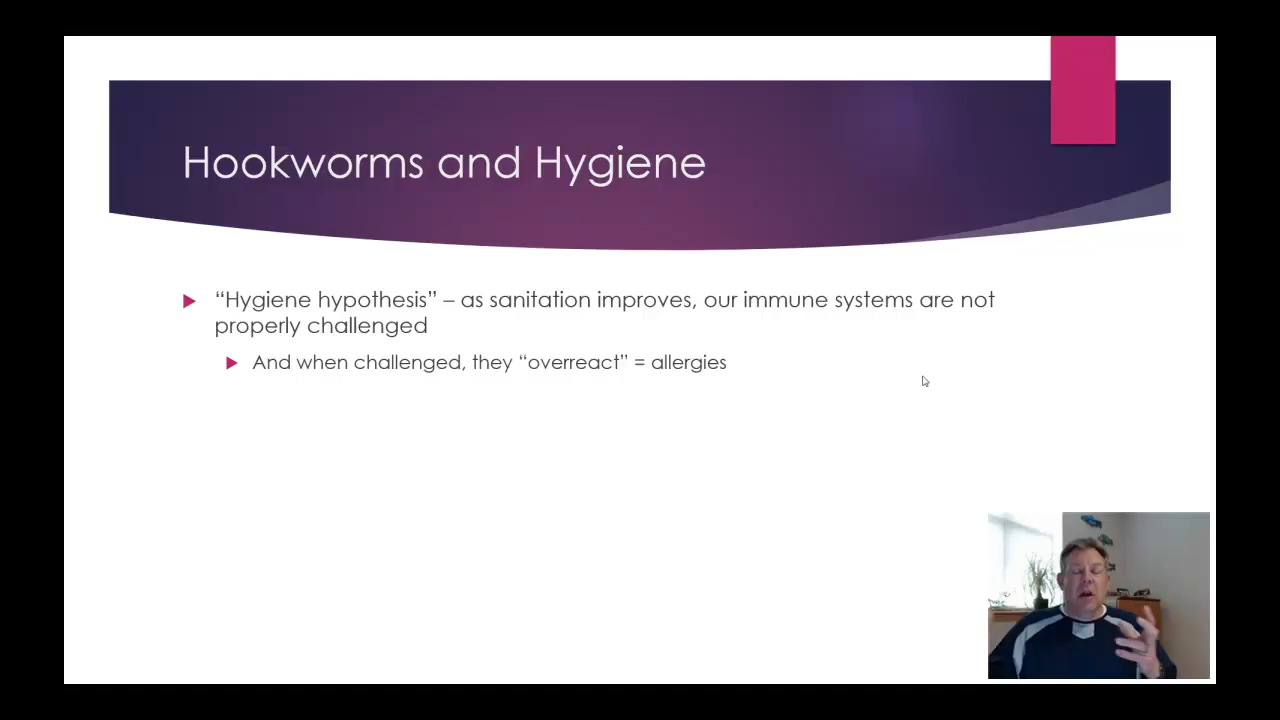 Hookworms and Hygiene
“Hygiene hypothesis” – as sanitation improves, our immune systems are not
properly challenged
And when challenged, they “overreact” = allergies